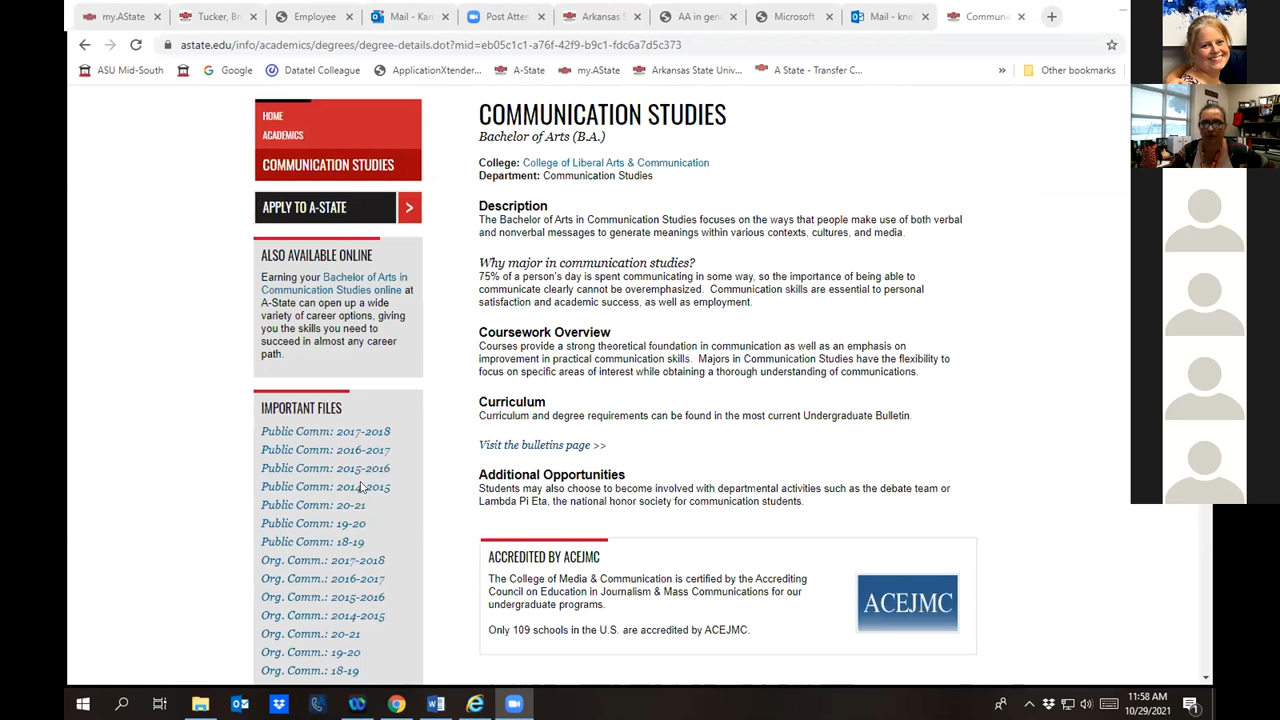 my.AState
Tucker, Br
Employee
Mail - Kar
Post Atten
Arkansas S
AA in gen
Microsoft
Mail - kne
Commun
astate.edu/info/academics/degrees/degree-details.dot?mid=eb05c1c1-a76f-42f9-b9c1-fdc6a7d5c373
ASU Mid-South
Google
Datatel Colleague
ApplicationXtender...
A-State
my.AState
Arkansas State Univ...
A State - Transfer C...
»
Other bookmarks
HOME
ACADEMICS
COMMUNICATION STUDIES
APPLY TO A-STATE >
ALSO AVAILABLE ONLINE
Earning your Bachelor of Arts in
Communication Studies online at
A-State can open up a wide
variety of career options, giving
you the skills you need to
succeed in almost any career
path.
IMPORTANT FILES
Public Comm: 2017-2018
Public Comm: 2016-2017
Public Comm: 2015-2016
Public Comm: 2014-2015
Public Comm: 20-21
Public Comm: 19-20
Public Comm: 18-19
Org. Comm.: 2017-2018
Org. Comm.: 2016-2017
Org. Comm.: 2015-2016
Org. Comm.: 2014-2015
Org. Comm.: 20-21
Org. Comm.: 19-20
Org. Comm.: 18-19
COMMUNICATION STUDIES
Bachelor of Arts (B.A.)
College: College of Liberal Arts & Communication
Department: Communication Studies
Description
The Bachelor of Arts in Communication Studies focuses on the ways that people make use of both verbal
and nonverbal messages to generate meanings within various contexts, cultures, and media.
Why major in communication studies?
75% of a person's day is spent communicating in some way, so the importance of being able to
communicate clearly cannot be overemphasized. Communication skills are essential to personal
satisfaction and academic success, as well as employment.
Coursework Overview
Courses provide a strong theoretical foundation in communication as well as an emphasis on
improvement in practical communication skills. Majors in Communication Studies have the flexibility to
focus on specific areas of interest while obtaining a thorough understanding of communications.
Curriculum
Curriculum and degree requirements can be found in the most current Undergraduate Bulletin.
Visit the bulletins page >>
Additional Opportunities
Students may also choose to become involved with departmental activities such as the debate team or
Lambda Pi Eta, the national honor society for communication students.
ACCREDITED BY ACEJMC
The College of Media & Communication is certified by the Accrediting
Council on Education in Journalism & Mass Communications for our
undergraduate programs.
Only 109 schools in the U.S. are accredited by ACEJMC.
ACEJMC
11:58 AM
10/29/2021